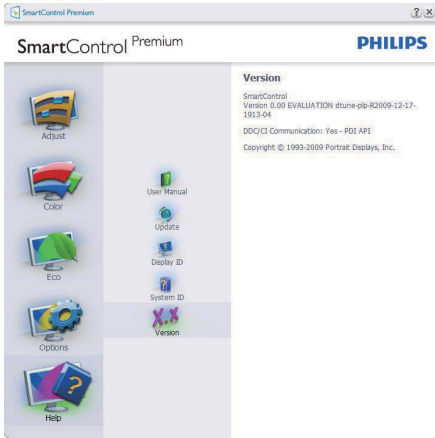 SmartControl Premium
SmartControl Premium
PHILIPS
Adjust
Color
Eco
Options
Help
User Manual
Update
Display ID
System ID
X.X
Version
Version
SmartControl
Version 0.00 EVALUATION dtune-plp-R2009-12-17-
1913-04
DDC/CI Communication: Yes - PDI API
Copyright © 1993-2009 Portrait Displays, Inc.